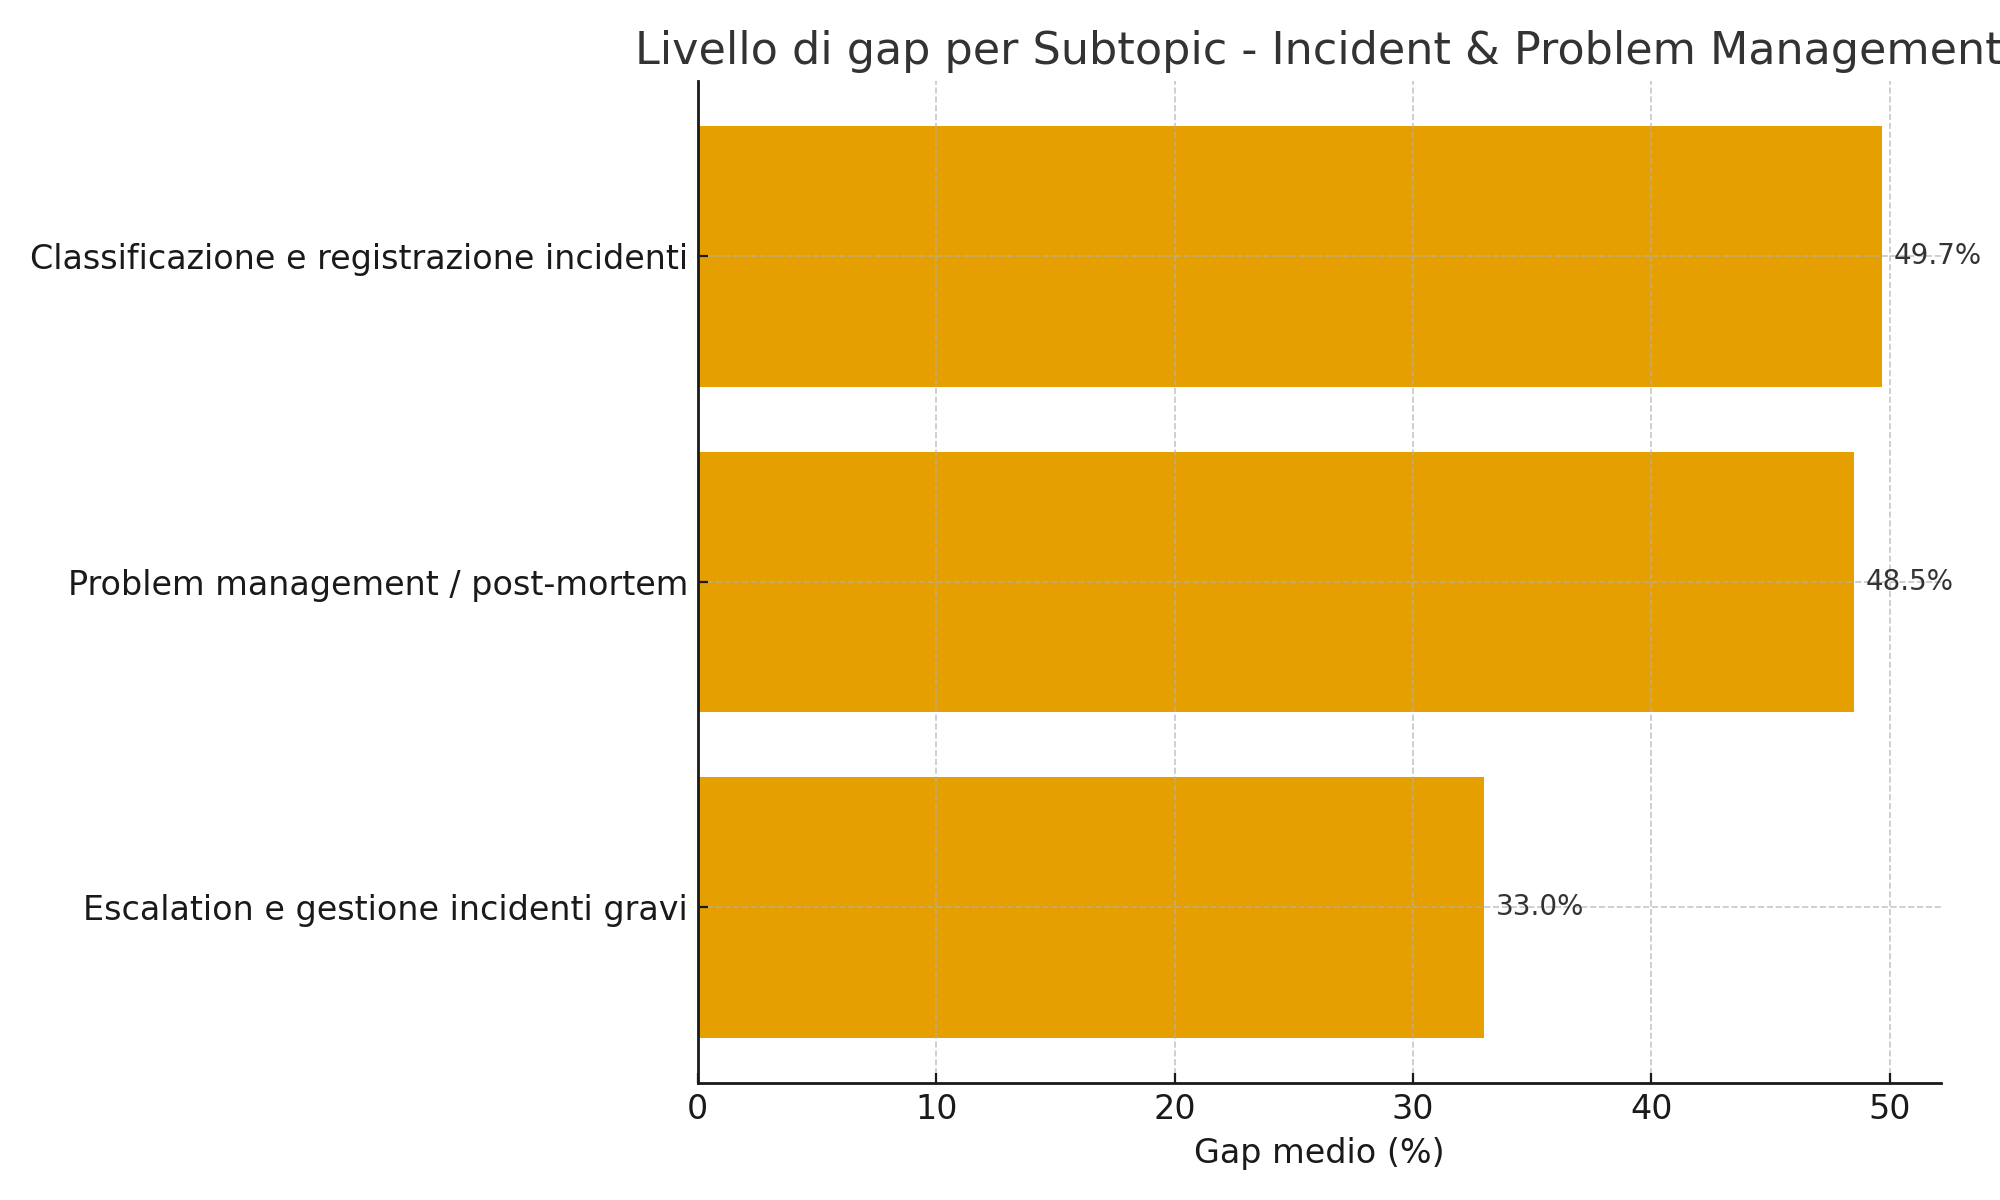 Livello di gap per Subtopic - Incident & Problem Management
Classificazione e registrazione incidenti
49.7%
Problem management / post-mortem
48.5%
Escalation e gestione incidenti gravi
33.0%
0 10 20 30 40 50
Gap medio (%)